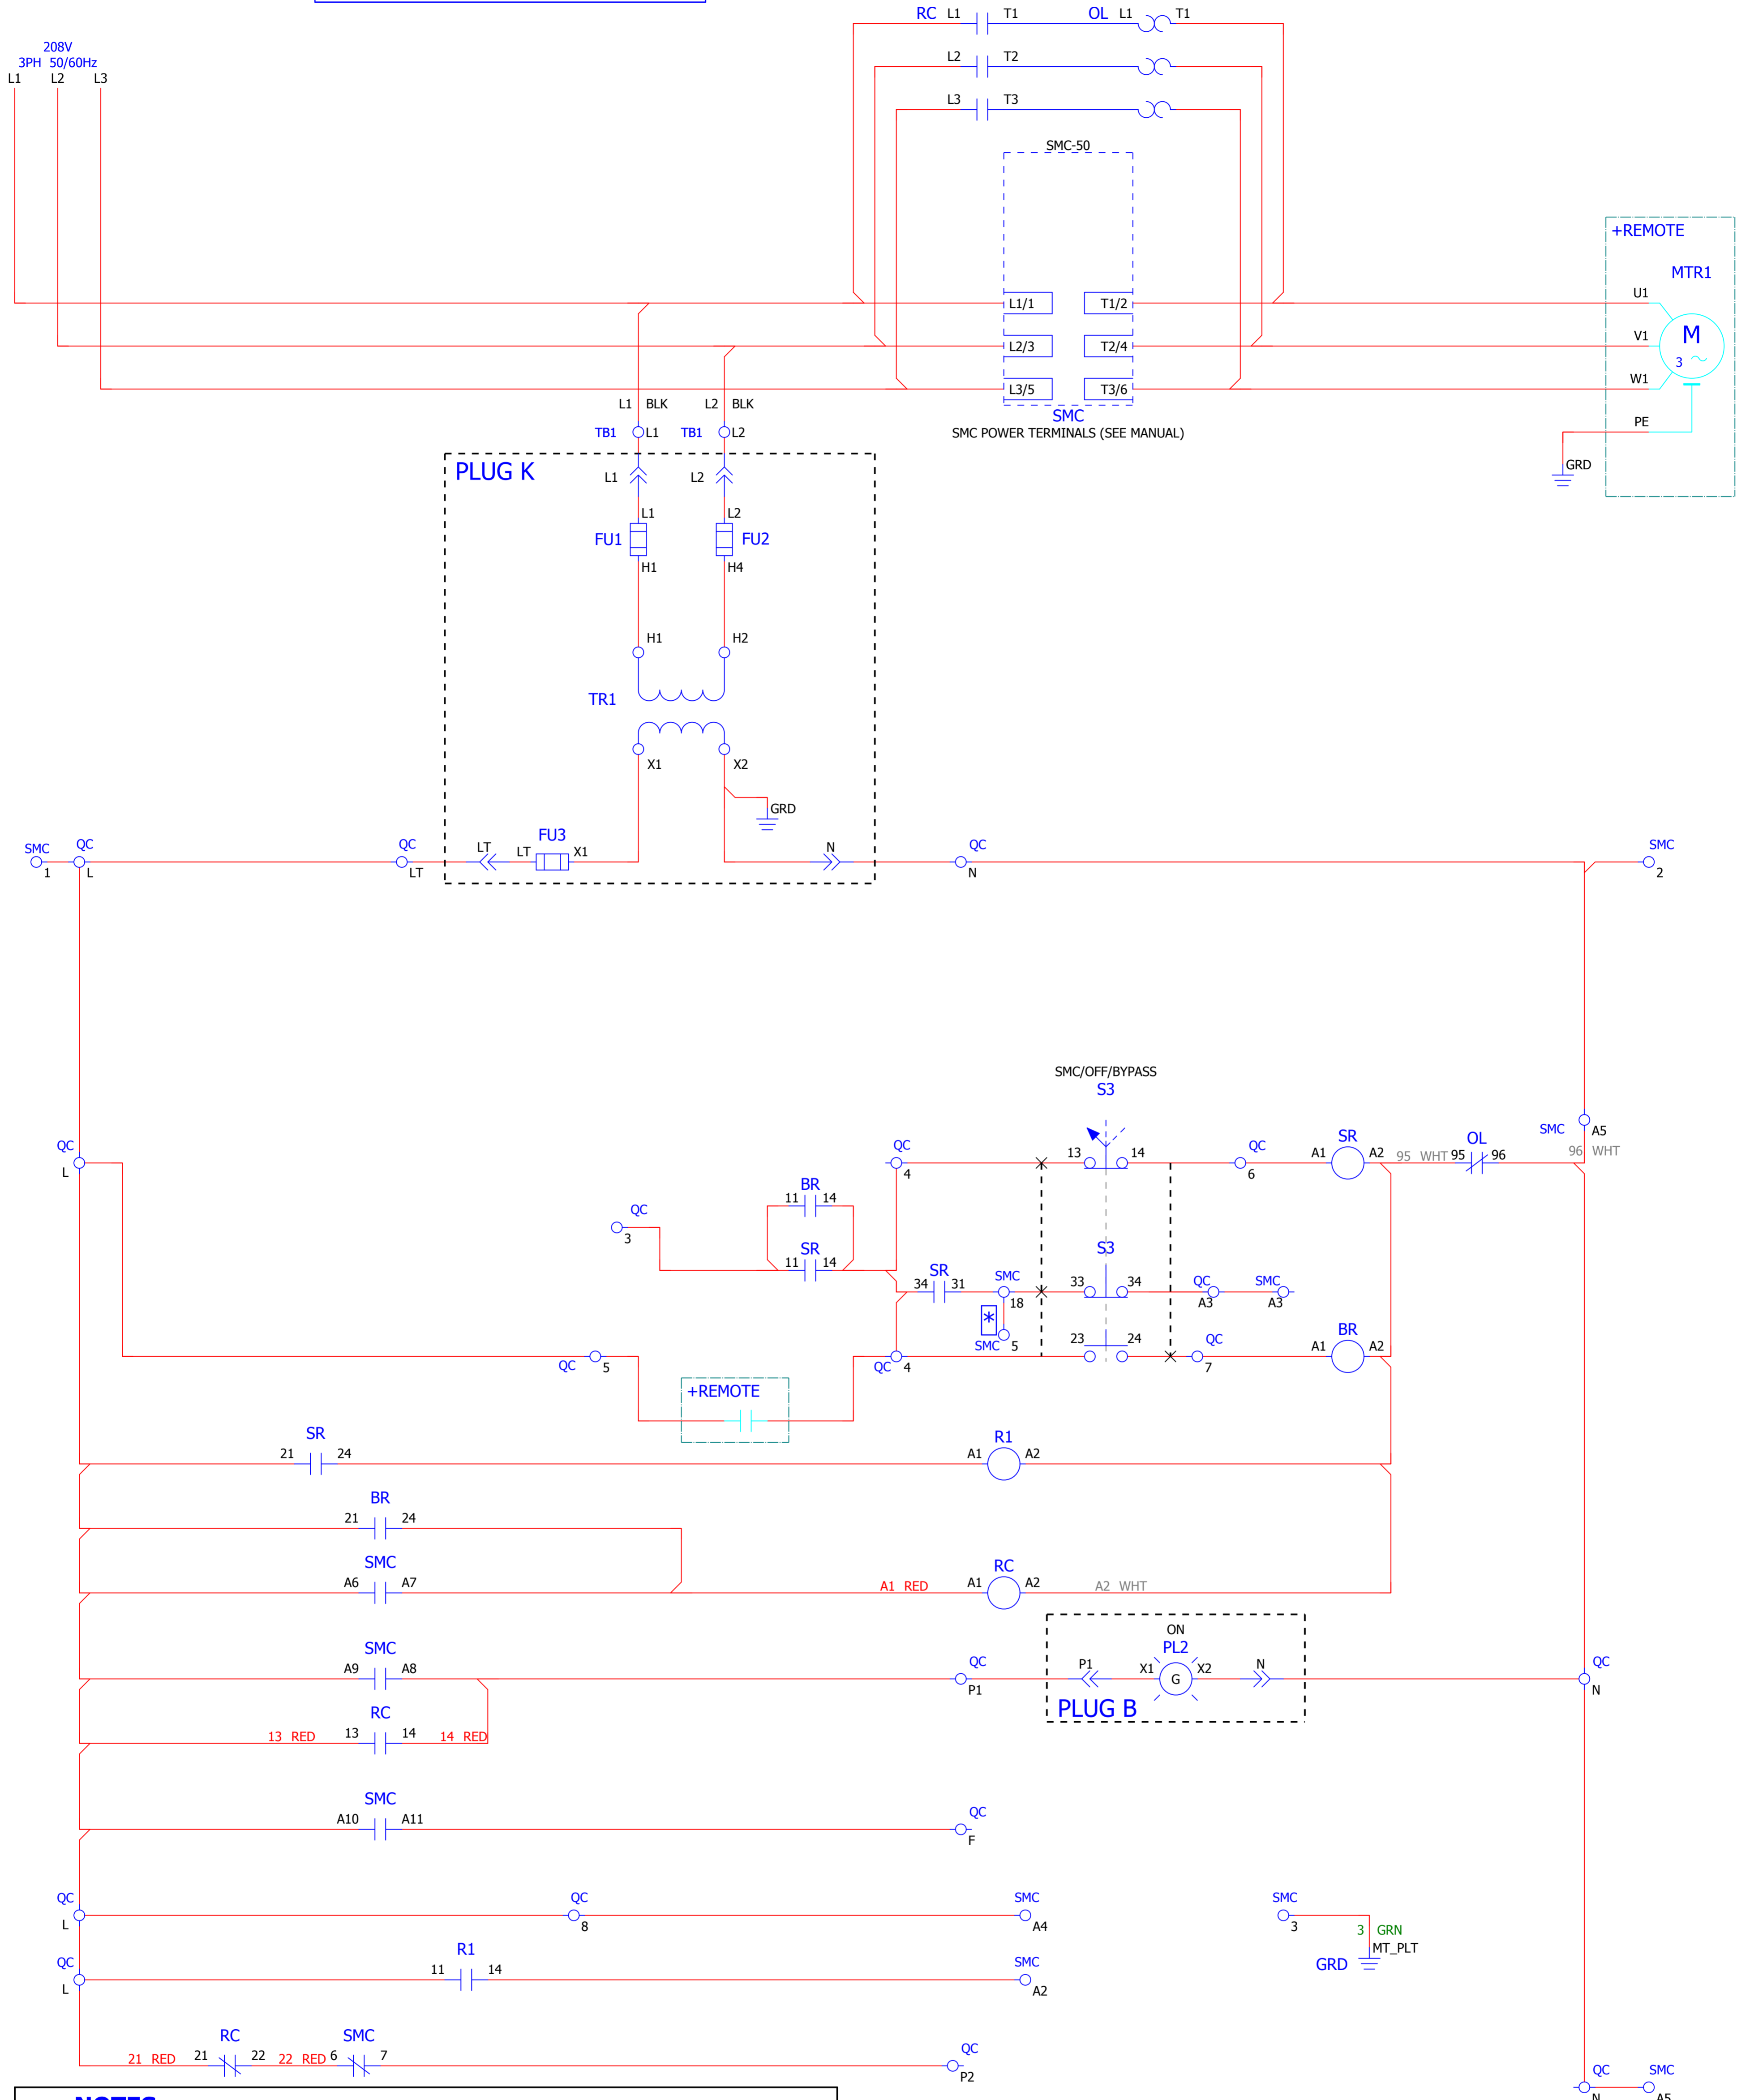 RC L1 T1 OL L1 T1
208V
3PH 50/60Hz
L1 L2 L3
L2 T2
L3 T3
SMC-50
+REMOTE
MTR1
L1/1 T1/2 U1
L2/3 T2/4 V1
M
3
L3/5 T3/6 W1
L1 BLK L2 BLK
SMC
SMC POWER TERMINALS (SEE MANUAL)
PE
TB1 L1 TB1 L2
GRD
PLUG K
L1 L2
L1 L2
FU1 FU2
H1 H4
H1 H2
TR1
X1 X2
GRD
FU3
SMC QC QC LT LT X1 N QC SMC
1 L LT N 2
SMC/OFF/BYPASS
S3
SMC A5
QC QC 13 14 QC SR OL
L 4 6 A1 A2 95 WHT 95 96 96 WHT
BR
11 14
QC
3
SR
11 14
S3
SR
34 31 SMC 33 34 QC SMC
18 A3 A3
*
SMC 5
23 24 QC BR
QC 5 QC 4 7 A1 A2
+REMOTE
SR
21 24
R1
A1 A2
BR
21 24
SMC
A6 A7
A1 RED
RC
A1 A2
A2 WHT
ON
PL2
SMC
A9 A8
QC
P1
P1 X1 G X2 N
QC
N
PLUG B
RC
13 RED 13 14 14 RED
SMC
A10 A11
QC
F
QC QC SMC SMC
L 8 A4 3
3 GRN
MT_PLT
GRD
QC R1 SMC
L 11 14 A2
RC SMC
21 RED 21 22 22 RED 6 7
QC
P2
QC SMC
N A5
NOTES